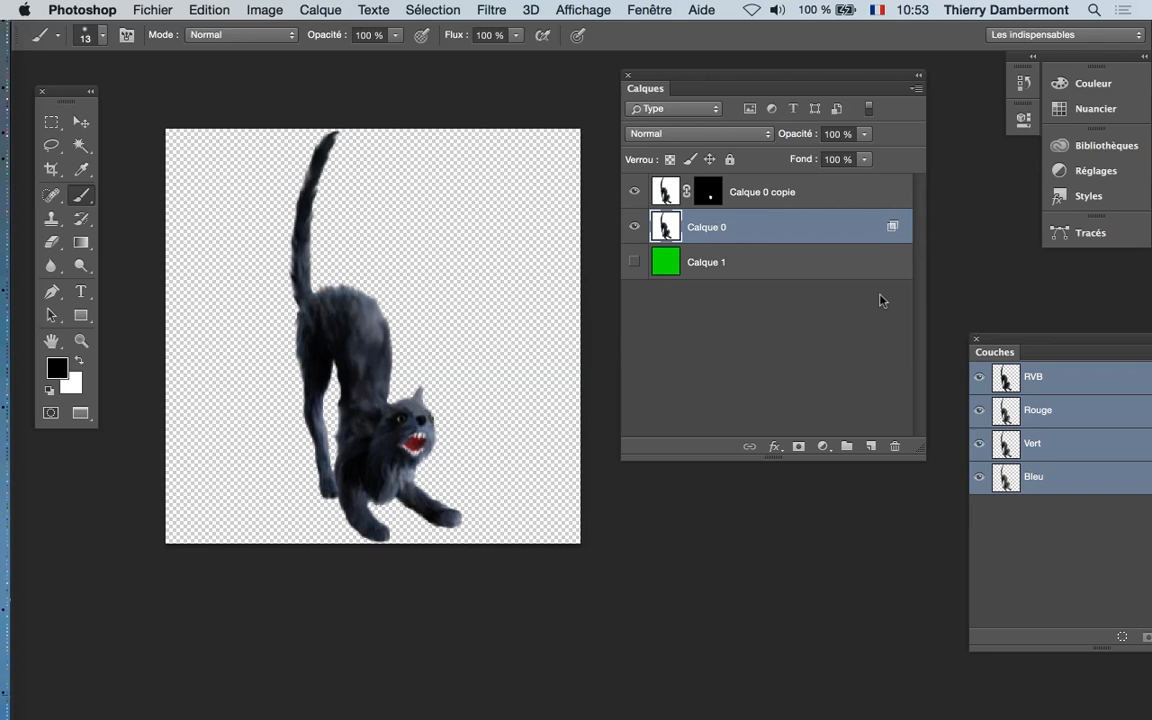 Photoshop Fichier Edition Image Calque Texte Sélection Filtre 3D Affichage Fenêtre Aide 100 % 10:53 Thierry Dambermont
13 Mode : Normal Opacité : 100 % Flux : 100 % Les indispensables
Calques
Type
Normal Opacité : 100 %
Verrou : Fond : 100 %
Calque 0 copie
Calque 0
Calque 1
Couleur
Nuancier
Bibliothèques
Réglages
Styles
Tracés
Couches
RVB
Rouge
Vert
Bleu